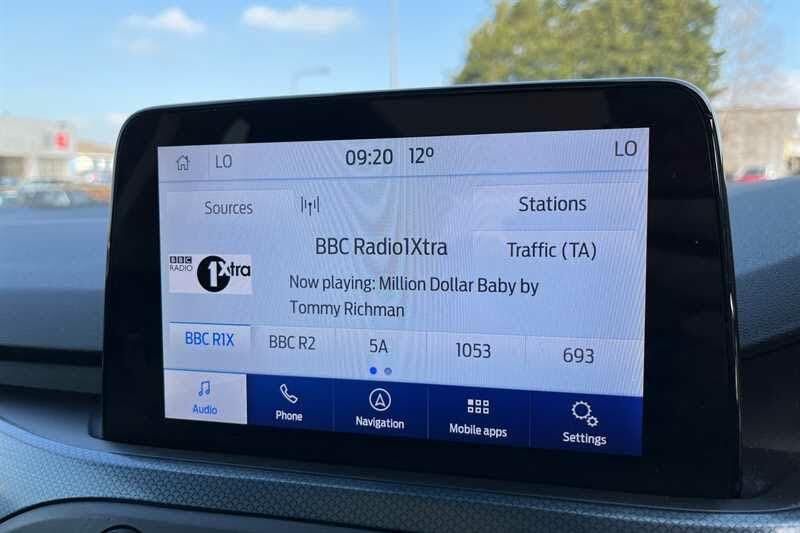 LO 09:20 12º LO
Sources Stations
BBC Radio1Xtra
Traffic (TA)
BBC
RADIO
1Xtra
Now playing: Million Dollar Baby by
Tommy Richman
BBC R1X BBC R2 5A 1053 693
Audio Phone Navigation Mobile apps Settings